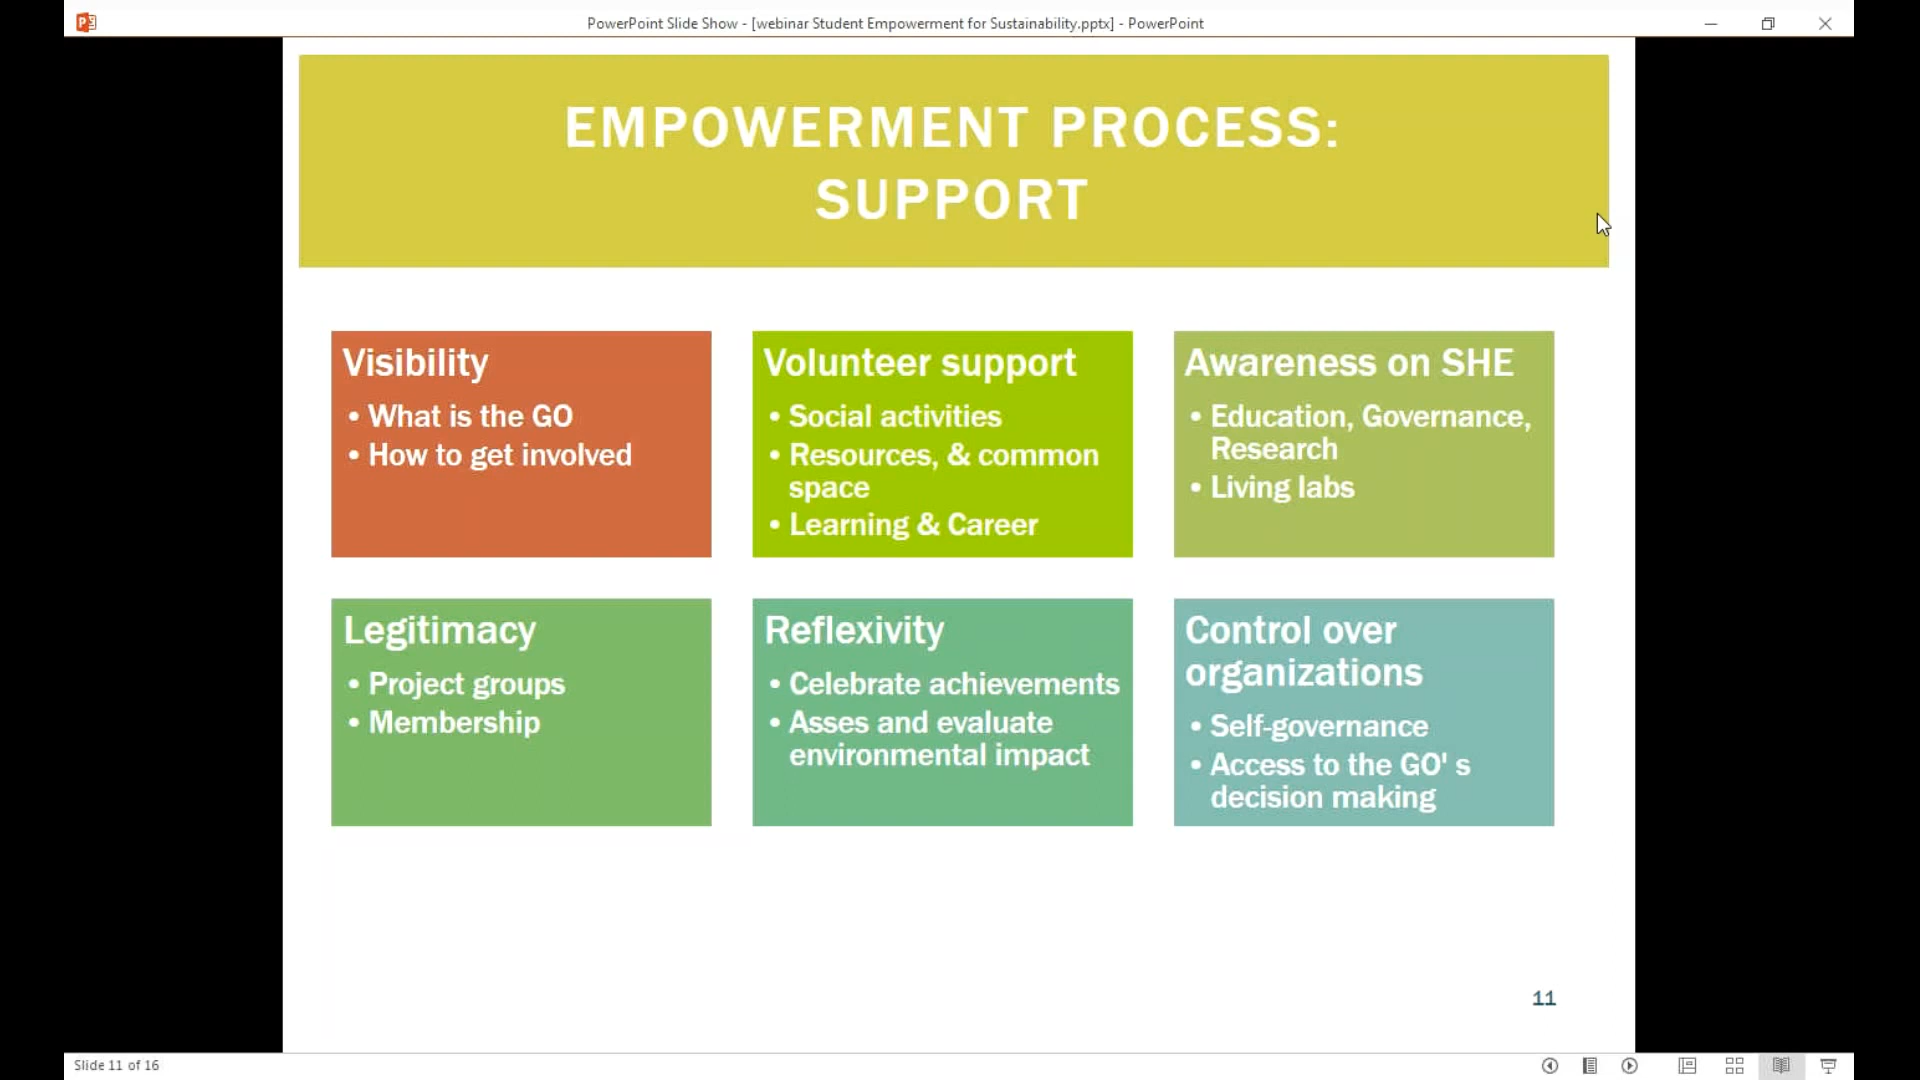 PowerPoint Slide Show - [webinar Student Empowerment for Sustainability.pptx] - PowerPoint
EMPOWERMENT PROCESS:
SUPPORT
Visibility
• What is the GO
• How to get involved
Volunteer support
• Social activities
• Resources, & common
space
• Learning & Career
Awareness on SHE
• Education, Governance,
Research
• Living labs
Legitimacy
• Project groups
• Membership
Reflexivity
• Celebrate achievements
• Asses and evaluate
environmental impact
Control over
organizations
• Self-governance
• Access to the GO' s
decision making
11
Slide 11 of 16